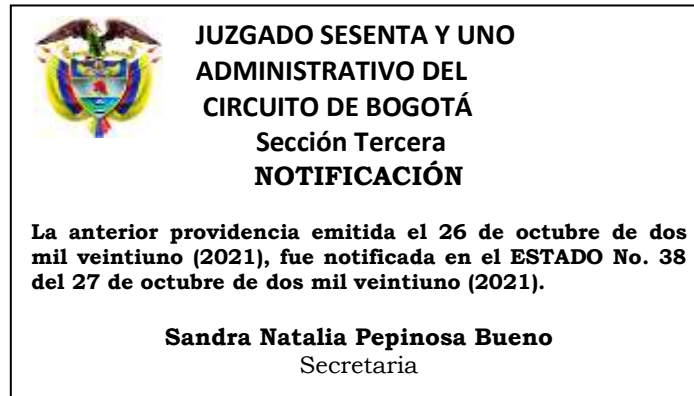 JUZGADO SESENTA Y UNO
ADMINISTRATIVO DEL
CIRCUITO DE BOGOTÁ
Sección Tercera
NOTIFICACIÓN
La anterior providencia emitida el 26 de octubre de dos
mil veintiuno (2021), fue notificada en el ESTADO No. 38
del 27 de octubre de dos mil veintiuno (2021).
Sandra Natalia Pepinosa Bueno
Secretaria